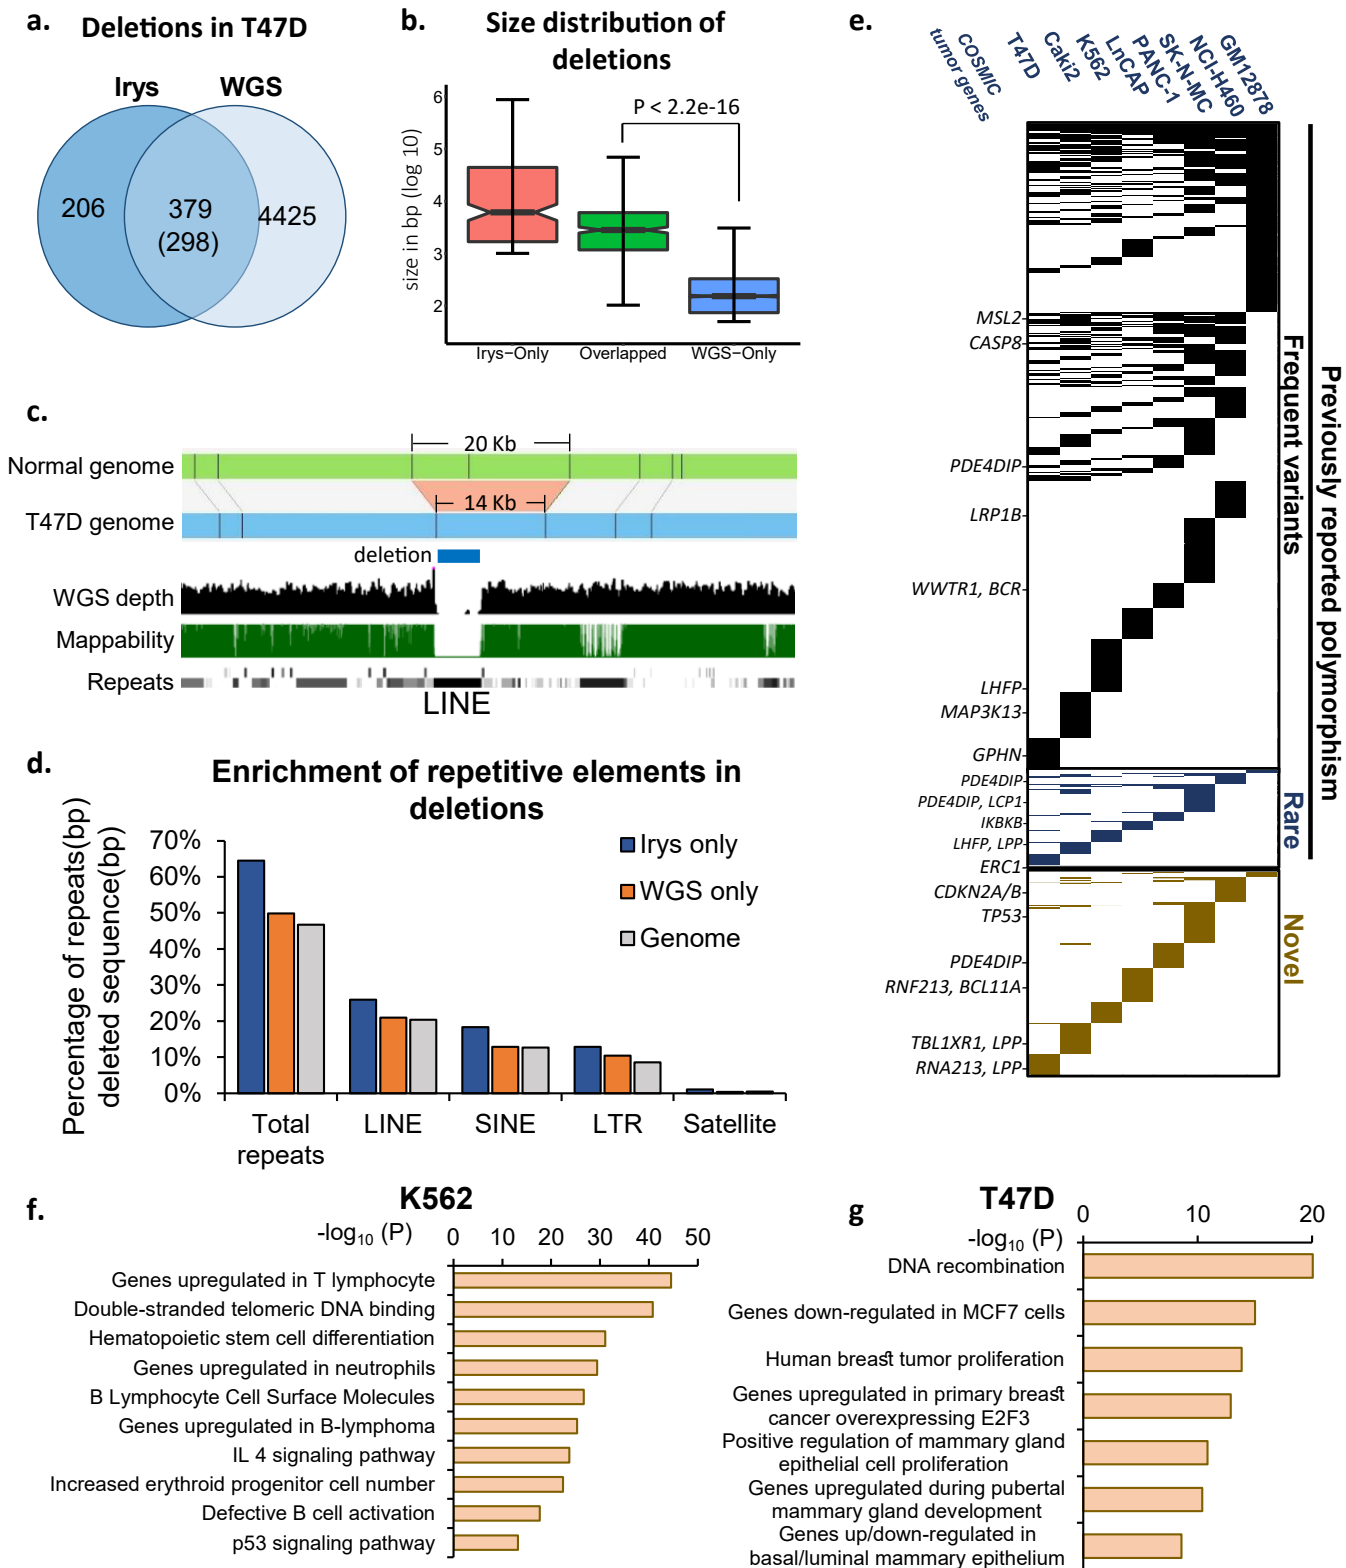 a.
Deletions in T47D
Irys
WGS
206
379
(298)
4425
b.
Size distribution of
deletions
P < 2.2e-16
size in bp (log 10)
6
5
4
3
2
Irys−Only
Overlapped
WGS−Only
c.
20 Kb
Normal genome
14 Kb
T47D genome
deletion
WGS depth
Mappability
Repeats
LINE
d.
Enrichment of repetitive elements in
deletions
Percentage of repeats(bp)
deleted sequence(bp)
70%
60%
50%
40%
30%
20%
10%
0%
Irys only
WGS only
Genome
Total
repeats
LINE
SINE
LTR
Satellite
e.
COSMIC
tumor genes
T47D
Caki2
K562
LnCAP
PANC-1
SK-N-MC
NCI-H460
GM12878
MSL2
CASP8
PDE4DIP
LRP1B
WWTR1, BCR
LHFP
MAP3K13
GPHN
PDE4DIP
PDE4DIP, LCP1
IKBKB
LHFP, LPP
ERC1
CDKN2A/B
TP53
PDE4DIP
RNF213, BCL11A
TBL1XR1, LPP
RNA213, LPP
Frequent variants
Rare
Novel
Previously reported polymorphism
f.
K562
-log10 (P)
0 10 20 30 40 50
Genes upregulated in T lymphocyte
Double-stranded telomeric DNA binding
Hematopoietic stem cell differentiation
Genes upregulated in neutrophils
B Lymphocyte Cell Surface Molecules
Genes upregulated in B-lymphoma
IL 4 signaling pathway
Increased erythroid progenitor cell number
Defective B cell activation
p53 signaling pathway
g
T47D
-log10 (P)
0 10 20
DNA recombination
Genes down-regulated in MCF7 cells
Human breast tumor proliferation
Genes upregulated in primary breast
cancer overexpressing E2F3
Positive regulation of mammary gland
epithelial cell proliferation
Genes upregulated during pubertal
mammary gland development
Genes up/down-regulated in
basal/luminal mammary epithelium